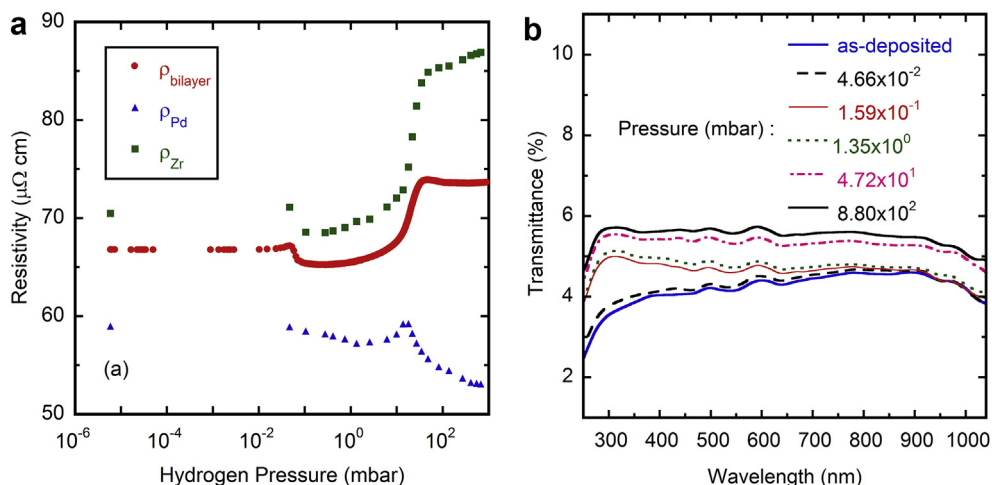 a
90
80
70
60
50
Resistivity (μΩ cm)
ρbilayer
ρPd
ρZr
(a)
10-6
10-4
10-2
100
102
Hydrogen Pressure (mbar)
b
10
8
6
4
2
Transmittance (%)
as-deposited
4.66x10-2
1.59x10-1
Pressure (mbar) :
1.35x100
4.72x101
8.80x102
300
400
500
600
700
800
900
1000
Wavelength (nm)